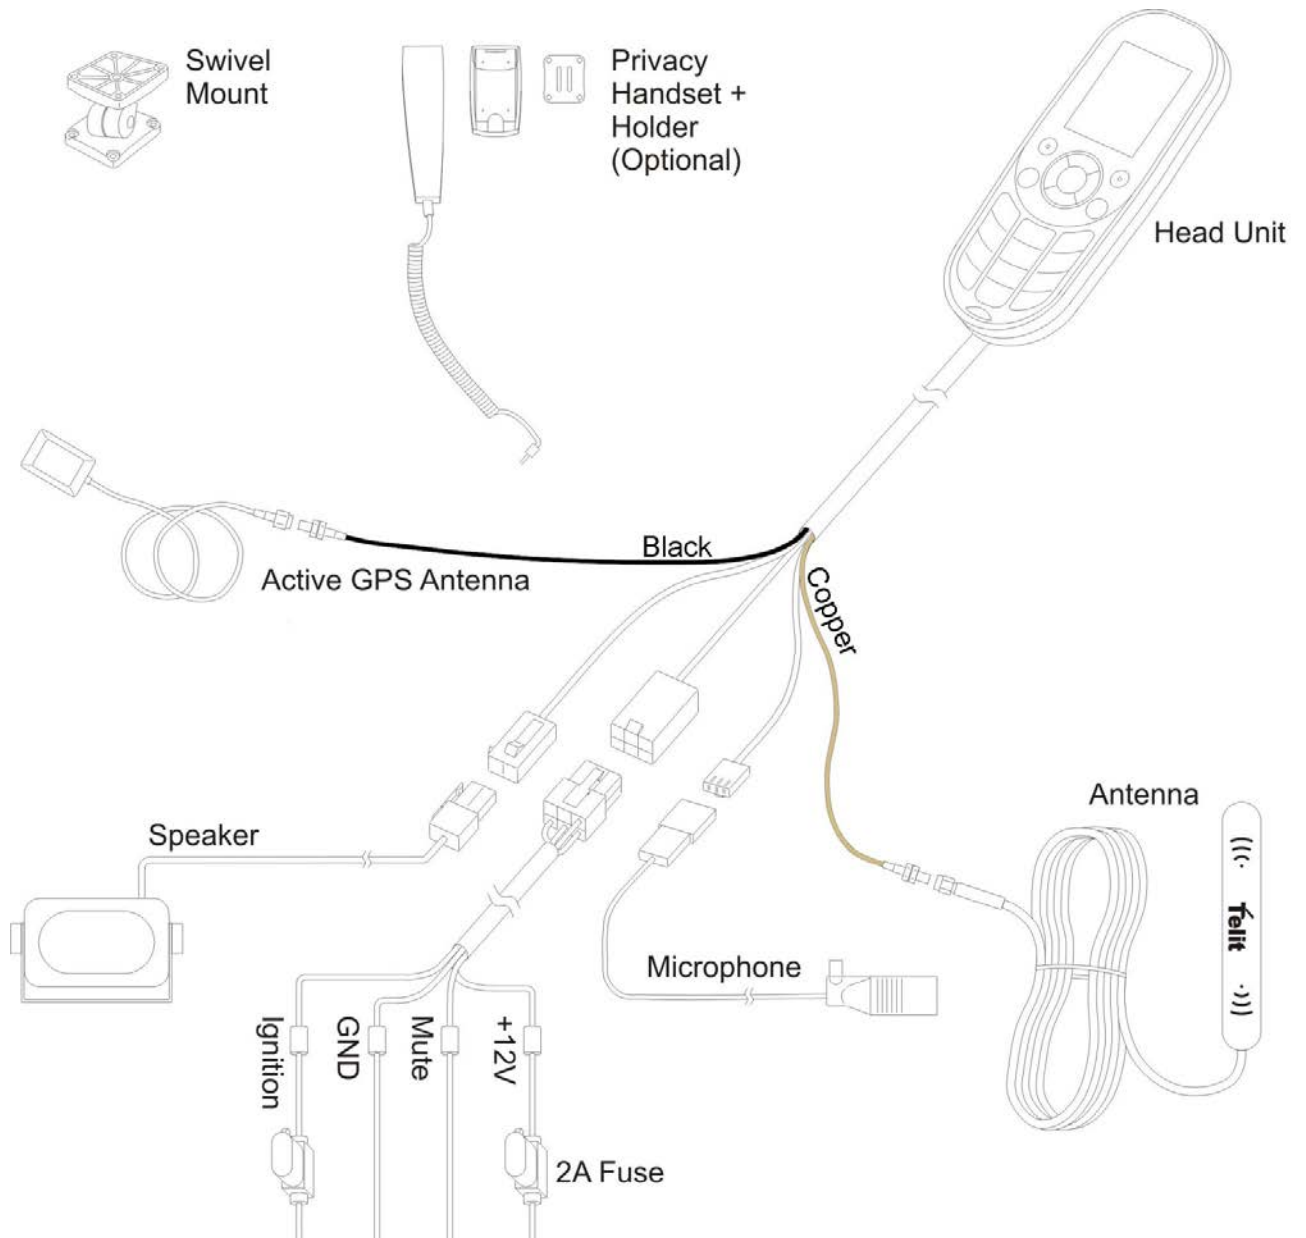 Swivel
Mount
Privacy
Handset +
Holder
(Optional)
Head Unit
Black
Active GPS Antenna
Copper
Antenna
Speaker
Telit
Microphone
Ignition
GND
Mute
+12V
2A Fuse